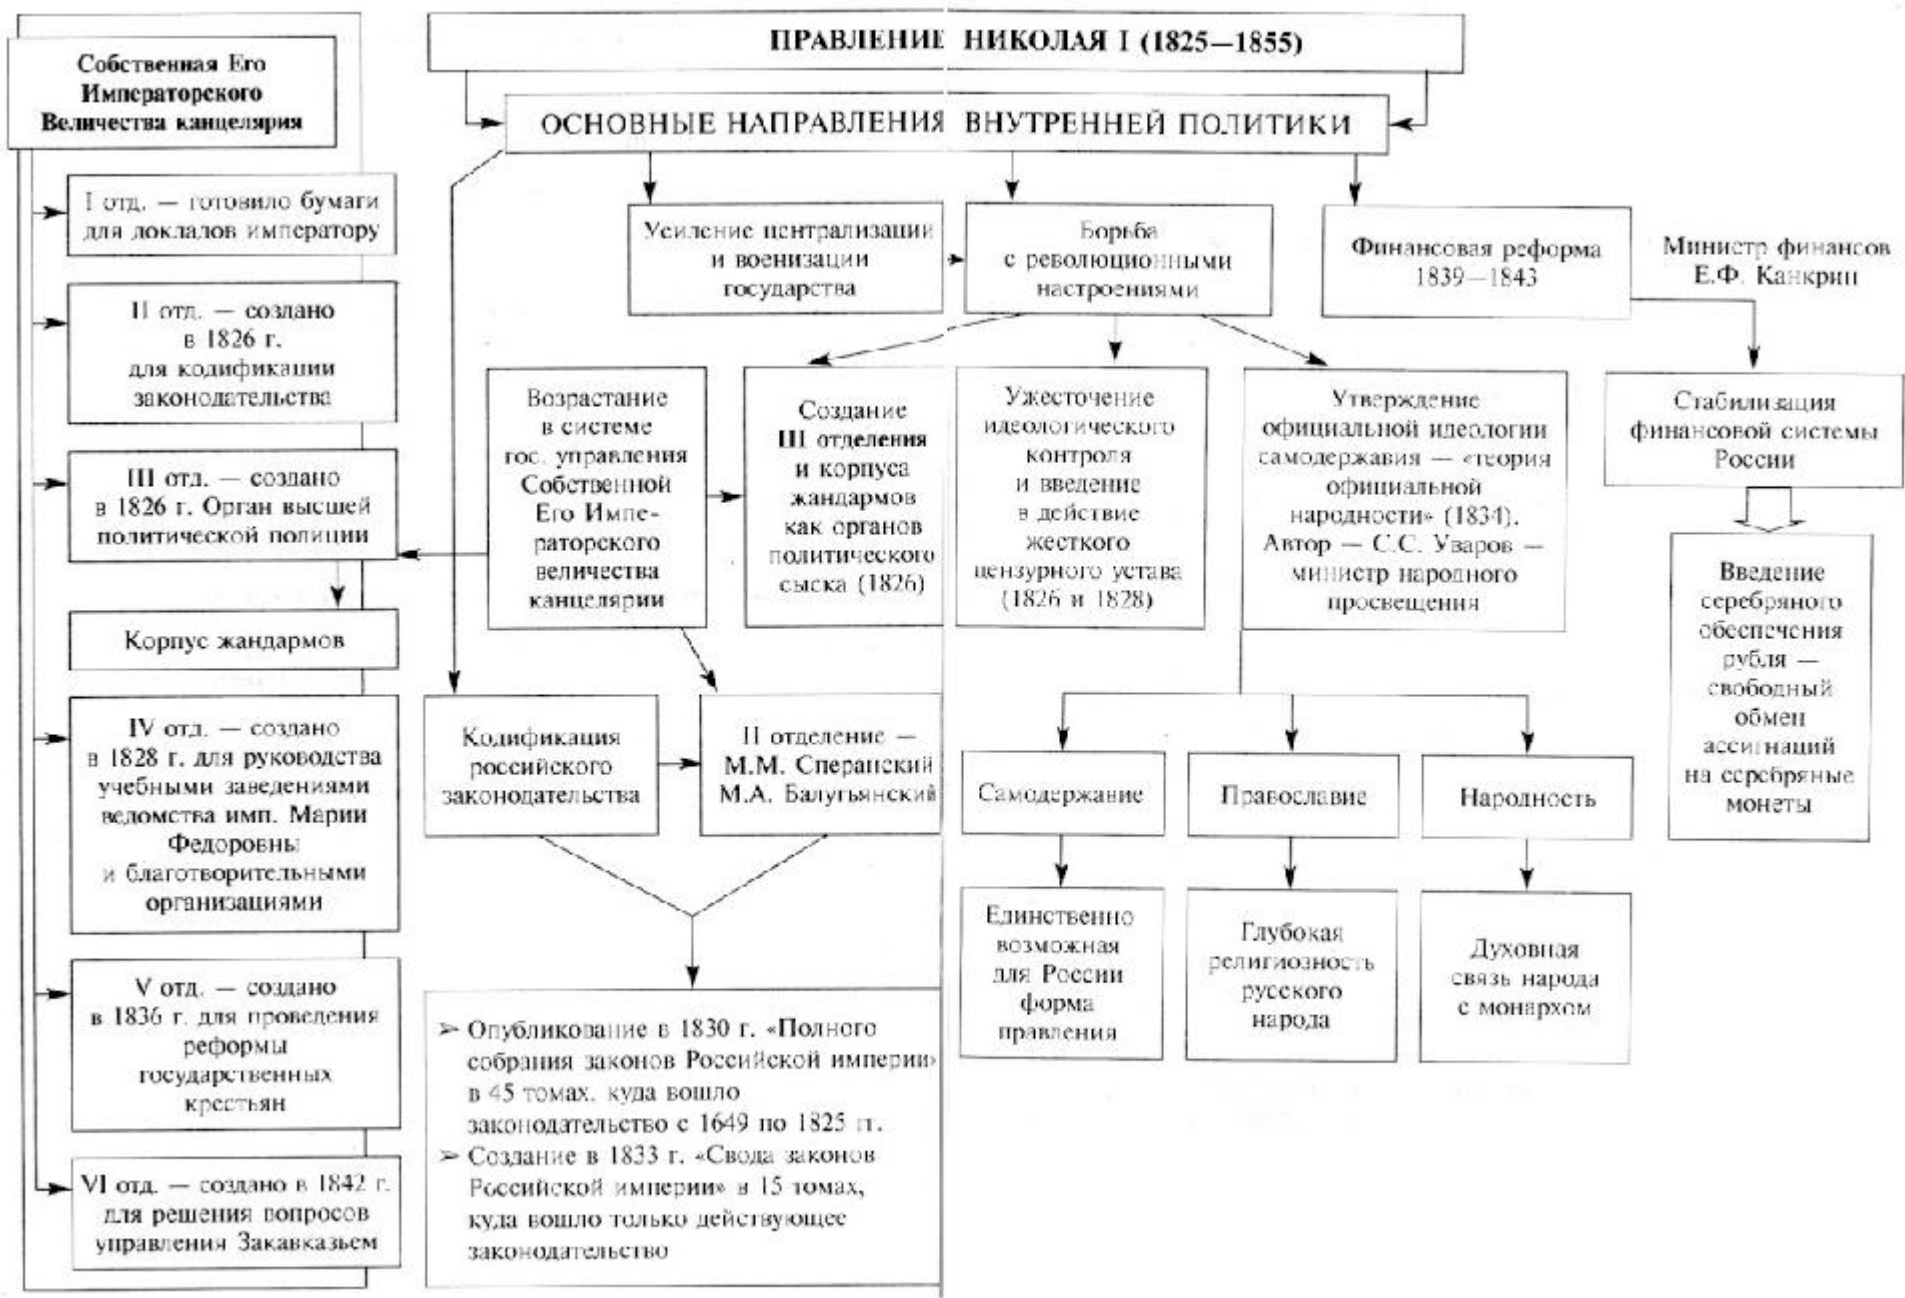 ПРАВЛЕНИЕ НИКОЛАЯ I (1825—1855)
ОСНОВНЫЕ НАПРАВЛЕНИЯ ВНУТРЕННЕЙ ПОЛИТИКИ
Собственная Его
Императорского
Величества канцелярия
I отд. — готовило бумаги
для докладов императору
II отд. — создано
в 1826 г.
для кодификации
законодательства
III отд. — создано
в 1826 г. Орган высшей
политической полиции
Корпус жандармов
IV отд. — создано
в 1828 г. для руководства
учебными заведениями
ведомства имп. Марии
Федоровны
и благотворительными
организациями
V отд. — создано
в 1836 г. для проведения
реформы
государственных
крестьян
VI отд. — создано в 1842 г.
для решения вопросов
управления Закавказьем
Усиление централизации
и военизации
государства
Борьба
с революционными
настроениями
Финансовая реформа
1839—1843
Министр финансов
Е.Ф. Канкрин
Возрастание
в системе
гос. управления
Собственной
Его Импе-
раторского
величества
канцелярии
Создание
III отделения
и корпуса
жандармов
как органов
политического
сыска (1826)
Ужесточение
идеологического
контроля
и введение
в действие
жесткого
цензурного устава
(1826 и 1828)
Утверждение
официальной идеологии
самодержавия — «теория
официальной
народности» (1834).
Автор — С.С. Уваров —
министр народного
просвещения
Стабилизация
финансовой системы
России
Введение
серебряного
обеспечения
рубля —
свободный
обмен
ассигнаций
на серебряные
монеты
Кодификация
российского
законодательства
II отделение —
М.М. Сперанский
М.А. Балугьянский
Самодержавие
Православие
Народность
Единственно
возможная
для России
форма
правления
Глубокая
религиозность
русского
народа
Духовная
связь народа
с монархом
➢ Опубликование в 1830 г. «Полного
собрания законов Российской империи»
в 45 томах, куда вошло
законодательство с 1649 по 1825 гг.
➢ Создание в 1833 г. «Свода законов
Российской империи» в 15 томах,
куда вошло только действующее
законодательство